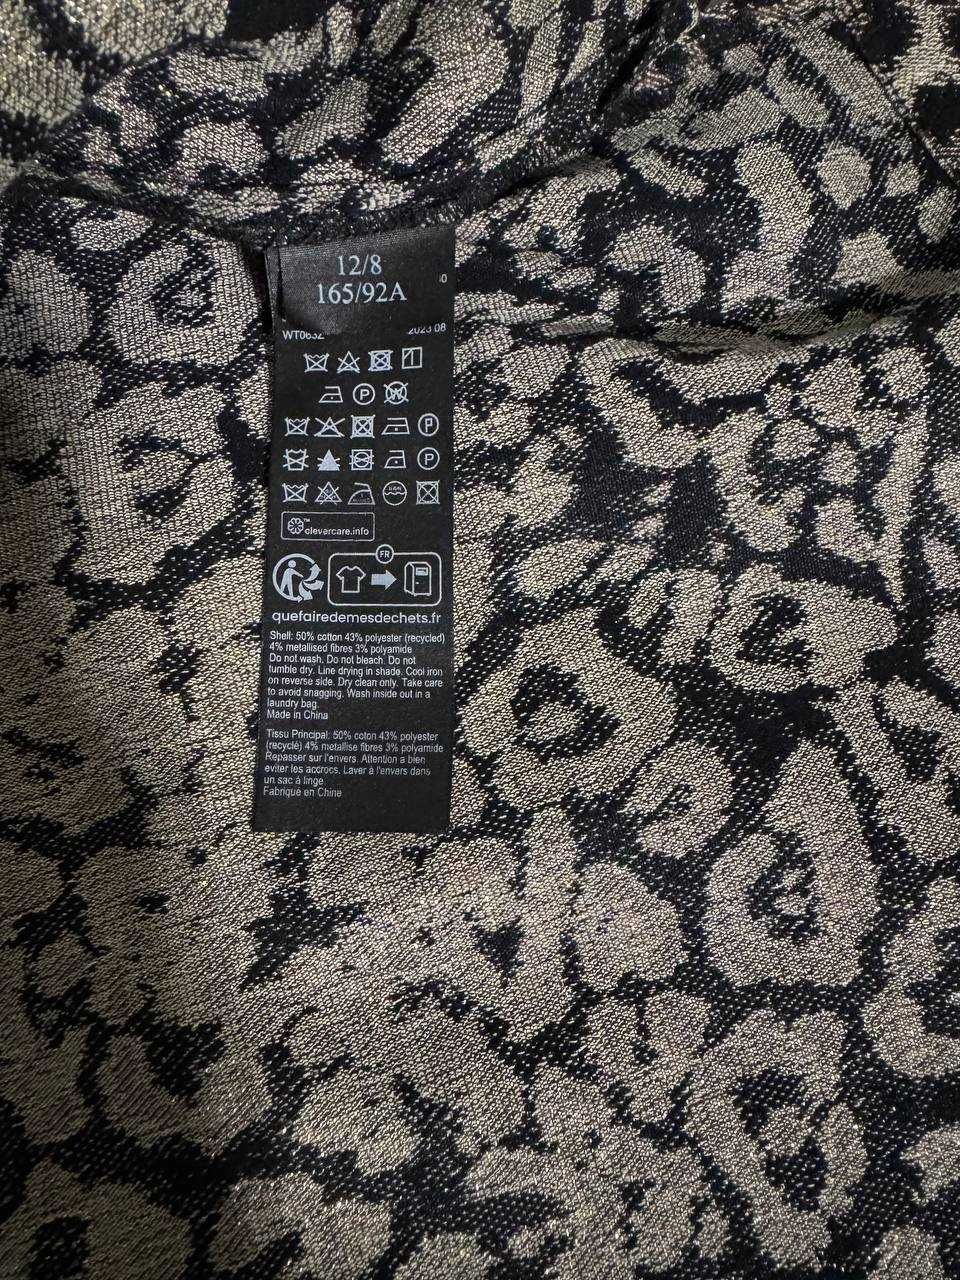 12/8
165/92A
2023 08
clevercare.info
FR
quefairedemesdechets.fr
Shell: 50% cotton 43% polyester (recycled)
4% metallised fibres 3% polyamide
Do not wash. Do not bleach. Do not
tumble dry. Line drying in shade. Cool iron
on reverse side. Dry clean only. Take care
to avoid snagging. Wash inside out in a
laundry bag.
Made in China
Tissu Principal: 50% coton 43% polyester
(recyclé) 4% metallise fibres 3% polyamide
Repasser sur l'envers. Attention a bien
eviter les accrocs. Laver à l'envers dans
un sac à linge
Fabriqué en Chine